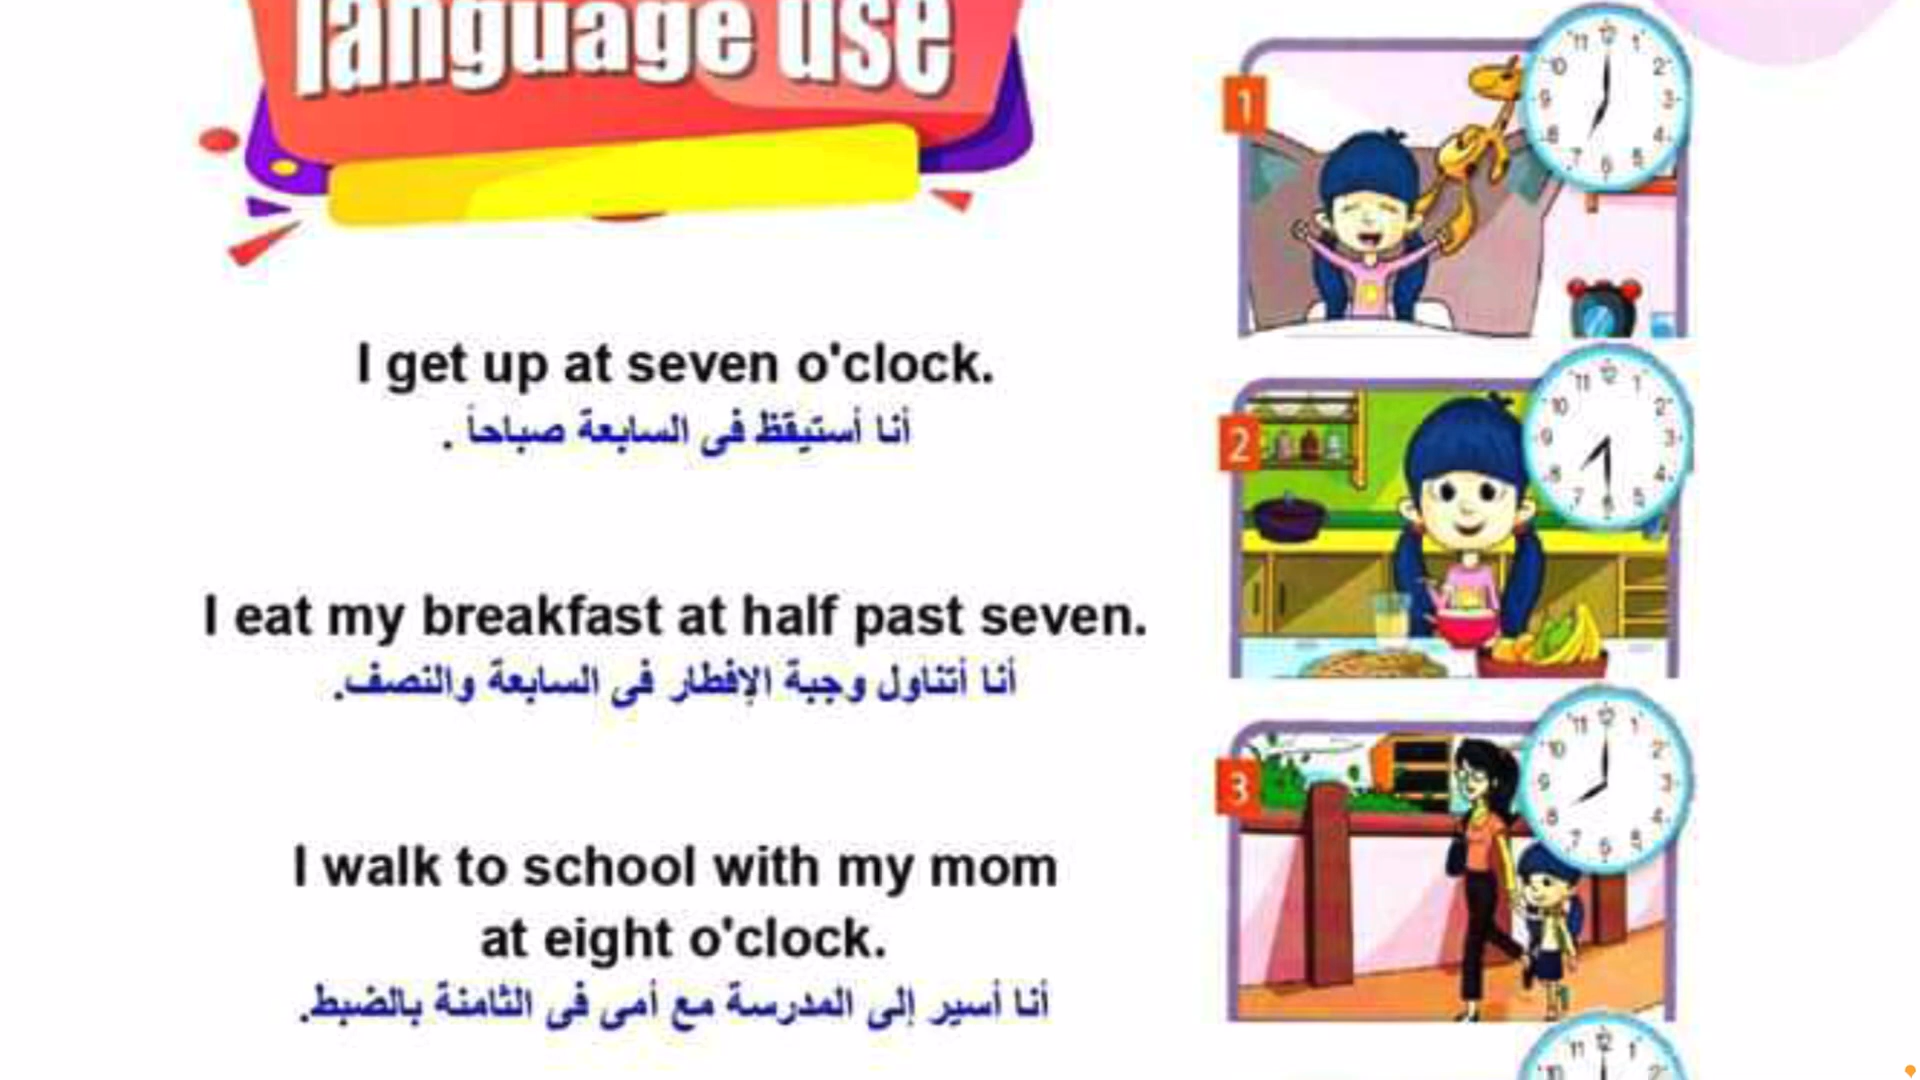 language use
1
I get up at seven o'clock.
أنا أستيقظ فى السابعة صباحاً .
2
I eat my breakfast at half past seven.
أنا أتناول وجبة الإفطار فى السابعة والنصف.
3
I walk to school with my mom
at eight o'clock.
أنا أسير إلى المدرسة مع أمى فى الثامنة بالضبط.